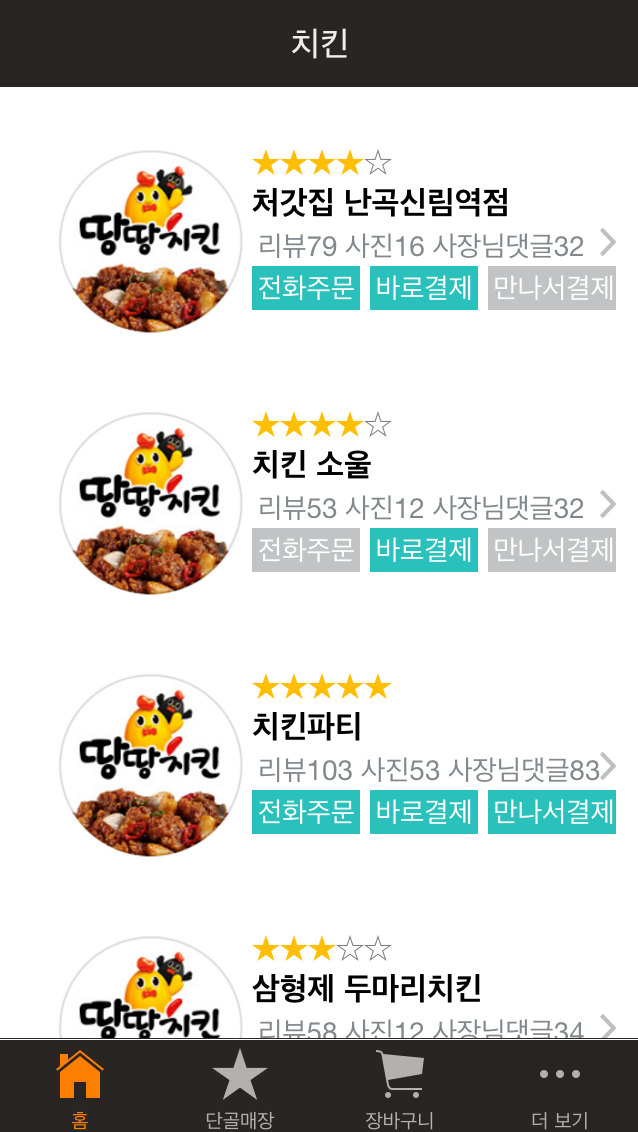 치킨
땅땅치킨
★★★★☆
처갓집 난곡신림역점
리뷰79 사진16 사장님댓글32
전화주문 바로결제 만나서결제
땅땅치킨
★★★★☆
치킨 소울
리뷰53 사진12 사장님댓글32
전화주문 바로결제 만나서결제
땅땅치킨
★★★★★
치킨파티
리뷰103 사진53 사장님댓글83
전화주문 바로결제 만나서결제
땅땅치킨
★★★☆☆
삼형제 두마리치킨
리뷰58 사진12 사장님댓글34
홈 단골매장 장바구니 더 보기